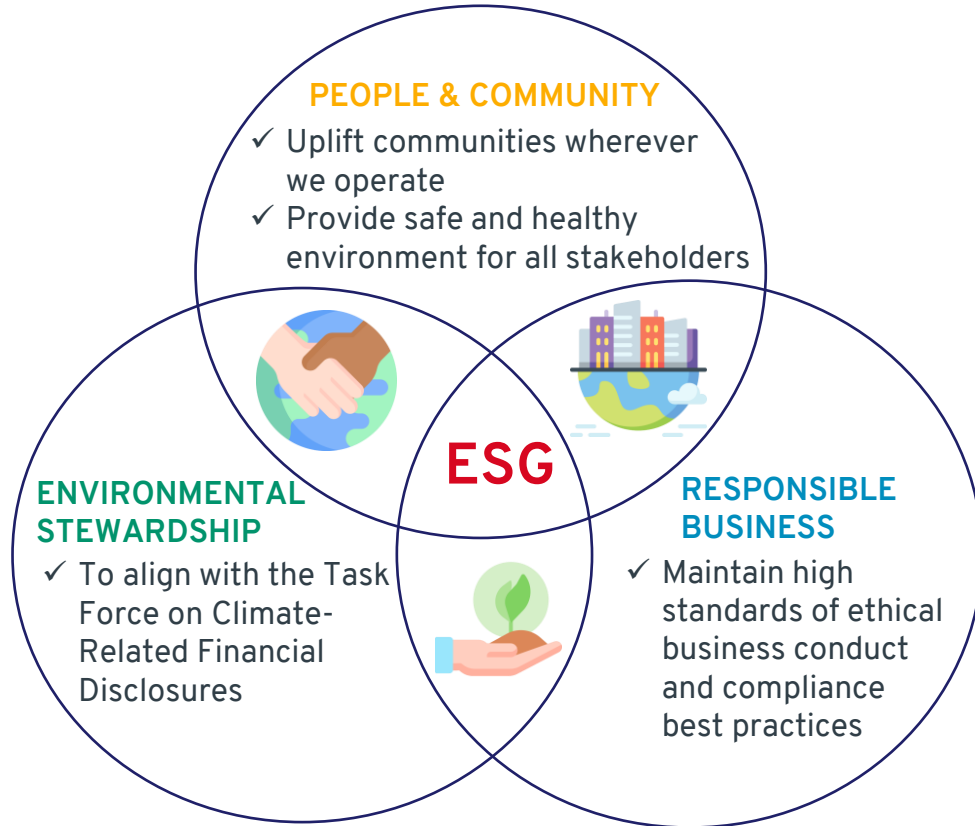 PEOPLE & COMMUNITY
✓ Uplift communities wherever
we operate
✓ Provide safe and healthy
environment for all stakeholders
ESG
ENVIRONMENTAL
STEWARDSHIP
✓ To align with the Task
Force on Climate-
Related Financial
Disclosures
RESPONSIBLE
BUSINESS
✓ Maintain high
standards of ethical
business conduct
and compliance
best practices